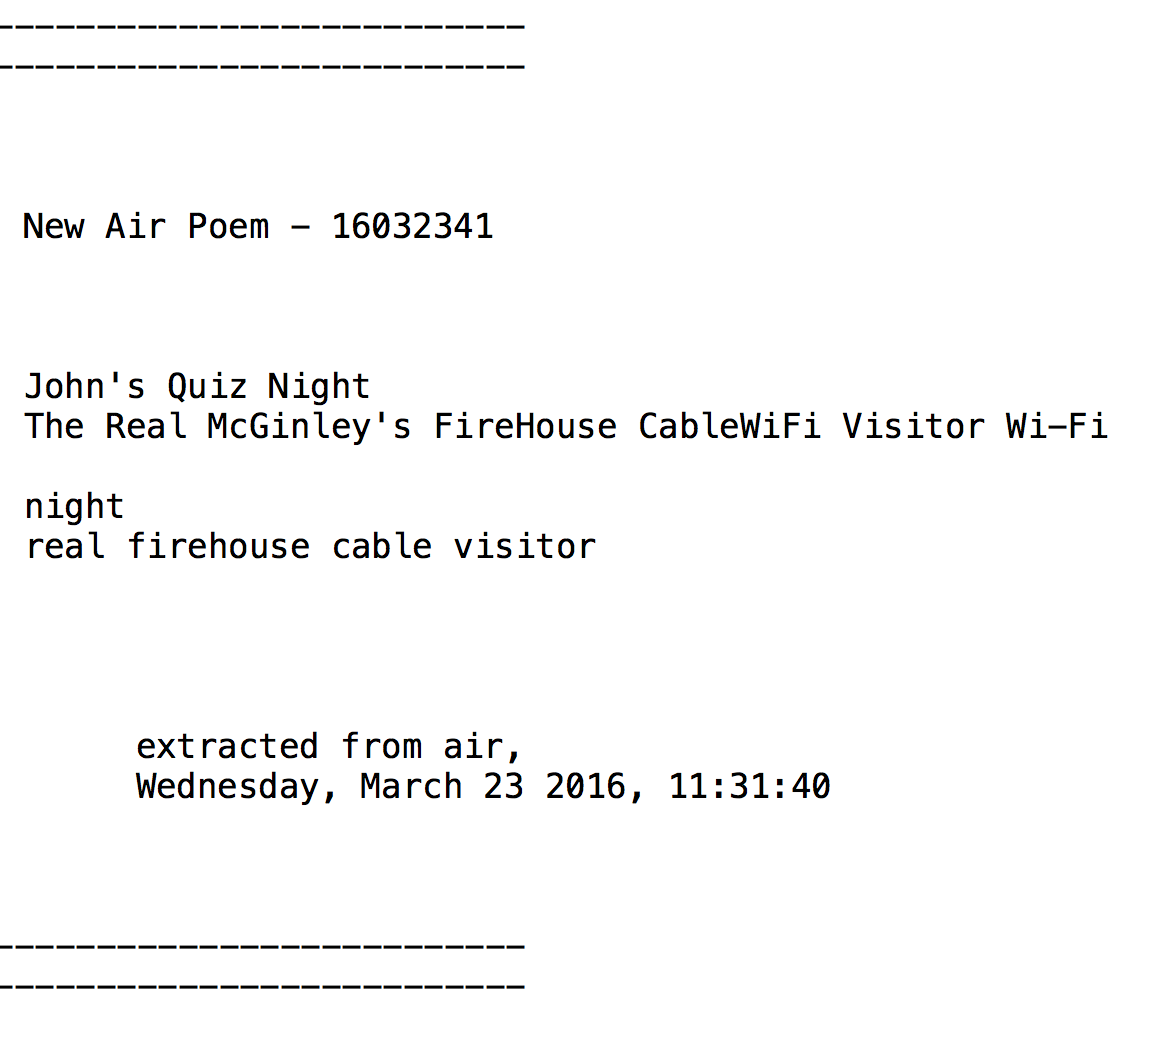 --------------------------
--------------------------
New Air Poem - 16032341
John's Quiz Night
The Real McGinley's FireHouse CableWiFi Visitor Wi-Fi
night
real firehouse cable visitor
extracted from air,
Wednesday, March 23 2016, 11:31:40
--------------------------
--------------------------